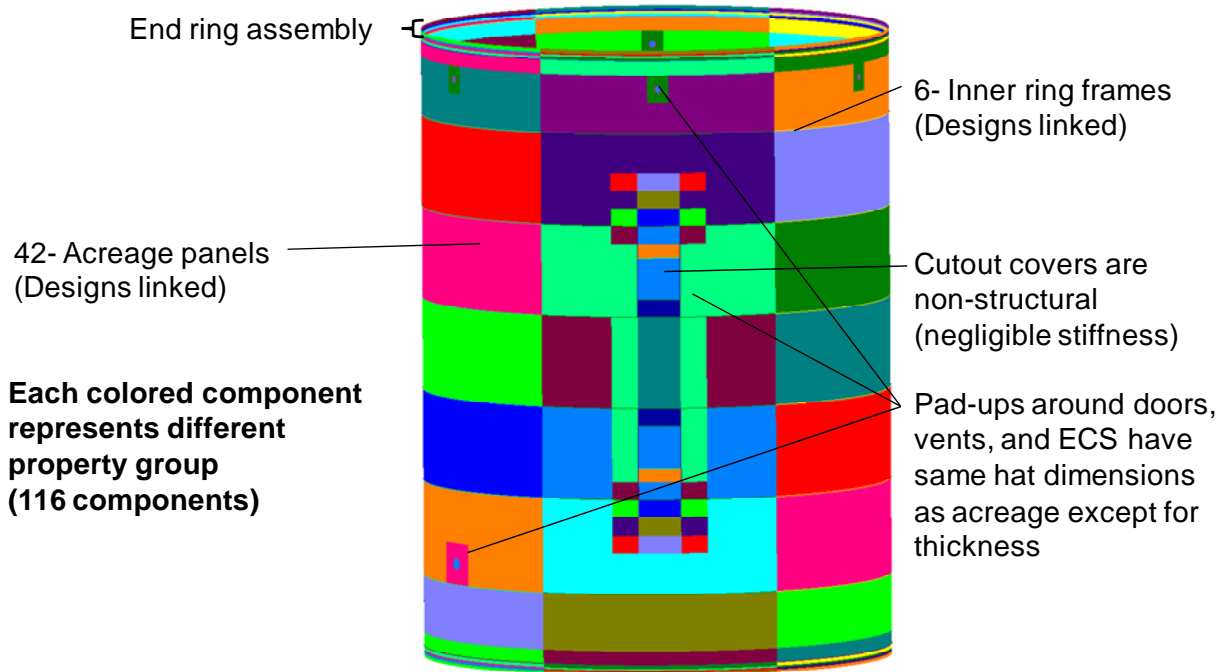 End ring assembly
6- Inner ring frames
(Designs linked)
42- Acreage panels
(Designs linked)
Cutout covers are
non-structural
(negligible stiffness)
Each colored component
represents different
property group
(116 components)
Pad-ups around doors,
vents, and ECS have
same hat dimensions
as acreage except for
thickness